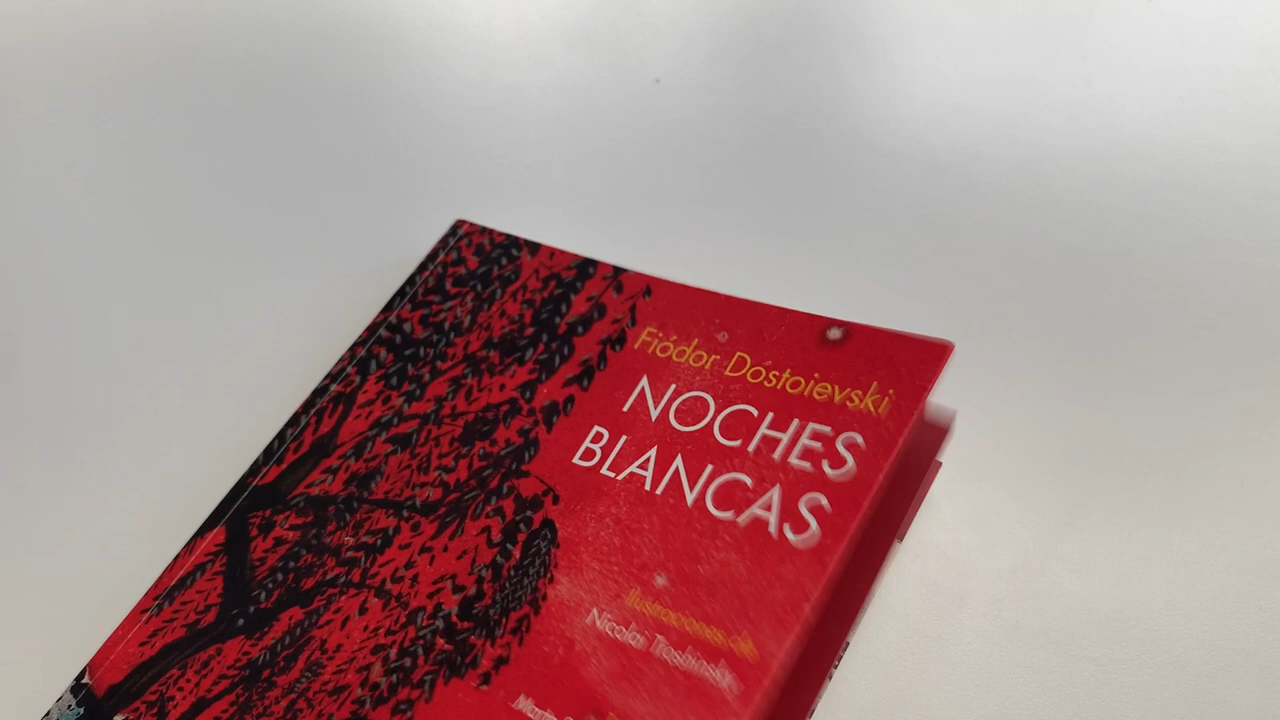 Fiódor Dostoievski
NOCHES
BLANCAS
Ilustraciones de
Nicolai Troshinsky